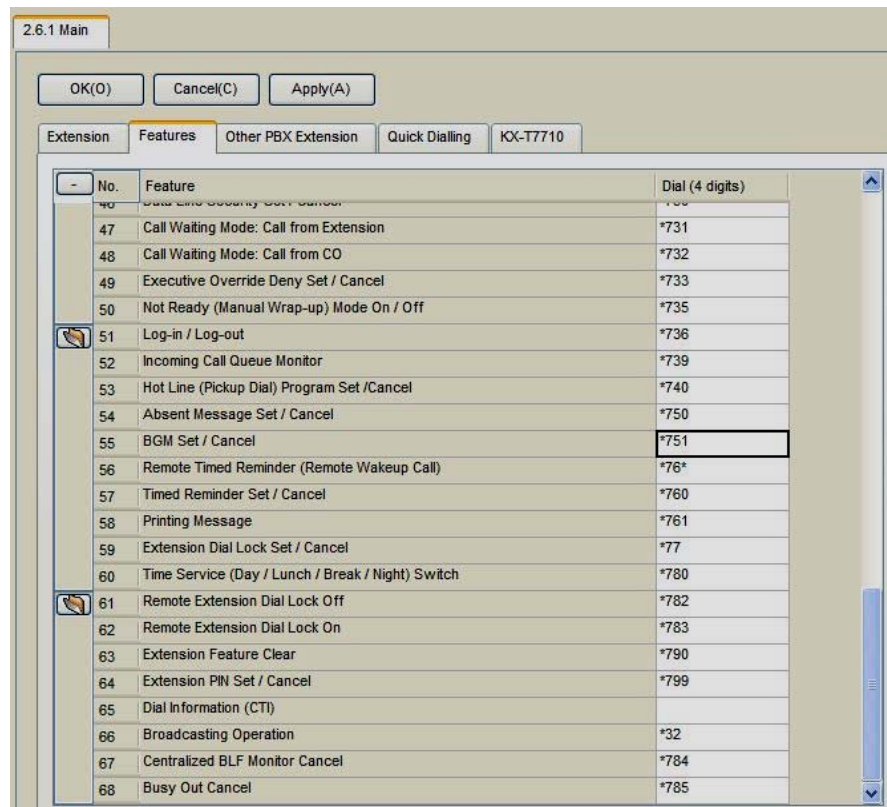 2.6.1 Main
OK(O) Cancel(C) Apply(A)
Extension Features Other PBX Extension Quick Dialling KX-T7710
- No. Feature Dial (4 digits)
47 Call Waiting Mode: Call from Extension *731
48 Call Waiting Mode: Call from CO *732
49 Executive Override Deny Set / Cancel *733
50 Not Ready (Manual Wrap-up) Mode On / Off *735
51 Log-in / Log-out *736
52 Incoming Call Queue Monitor *739
53 Hot Line (Pickup Dial) Program Set /Cancel *740
54 Absent Message Set / Cancel *750
55 BGM Set / Cancel *751
56 Remote Timed Reminder (Remote Wakeup Call) *76*
57 Timed Reminder Set / Cancel *760
58 Printing Message *761
59 Extension Dial Lock Set / Cancel *77
60 Time Service (Day / Lunch / Break / Night) Switch *780
61 Remote Extension Dial Lock Off *782
62 Remote Extension Dial Lock On *783
63 Extension Feature Clear *790
64 Extension PIN Set / Cancel *799
65 Dial Information (CTI)
66 Broadcasting Operation *32
67 Centralized BLF Monitor Cancel *784
68 Busy Out Cancel *785